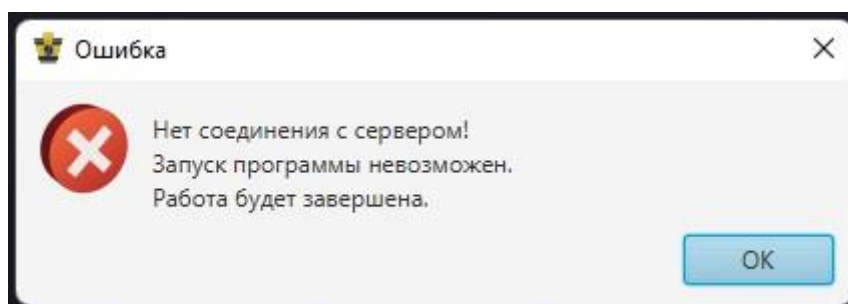 Ошибка
Нет соединения с сервером!
Запуск программы невозможен.
Работа будет завершена.
OK